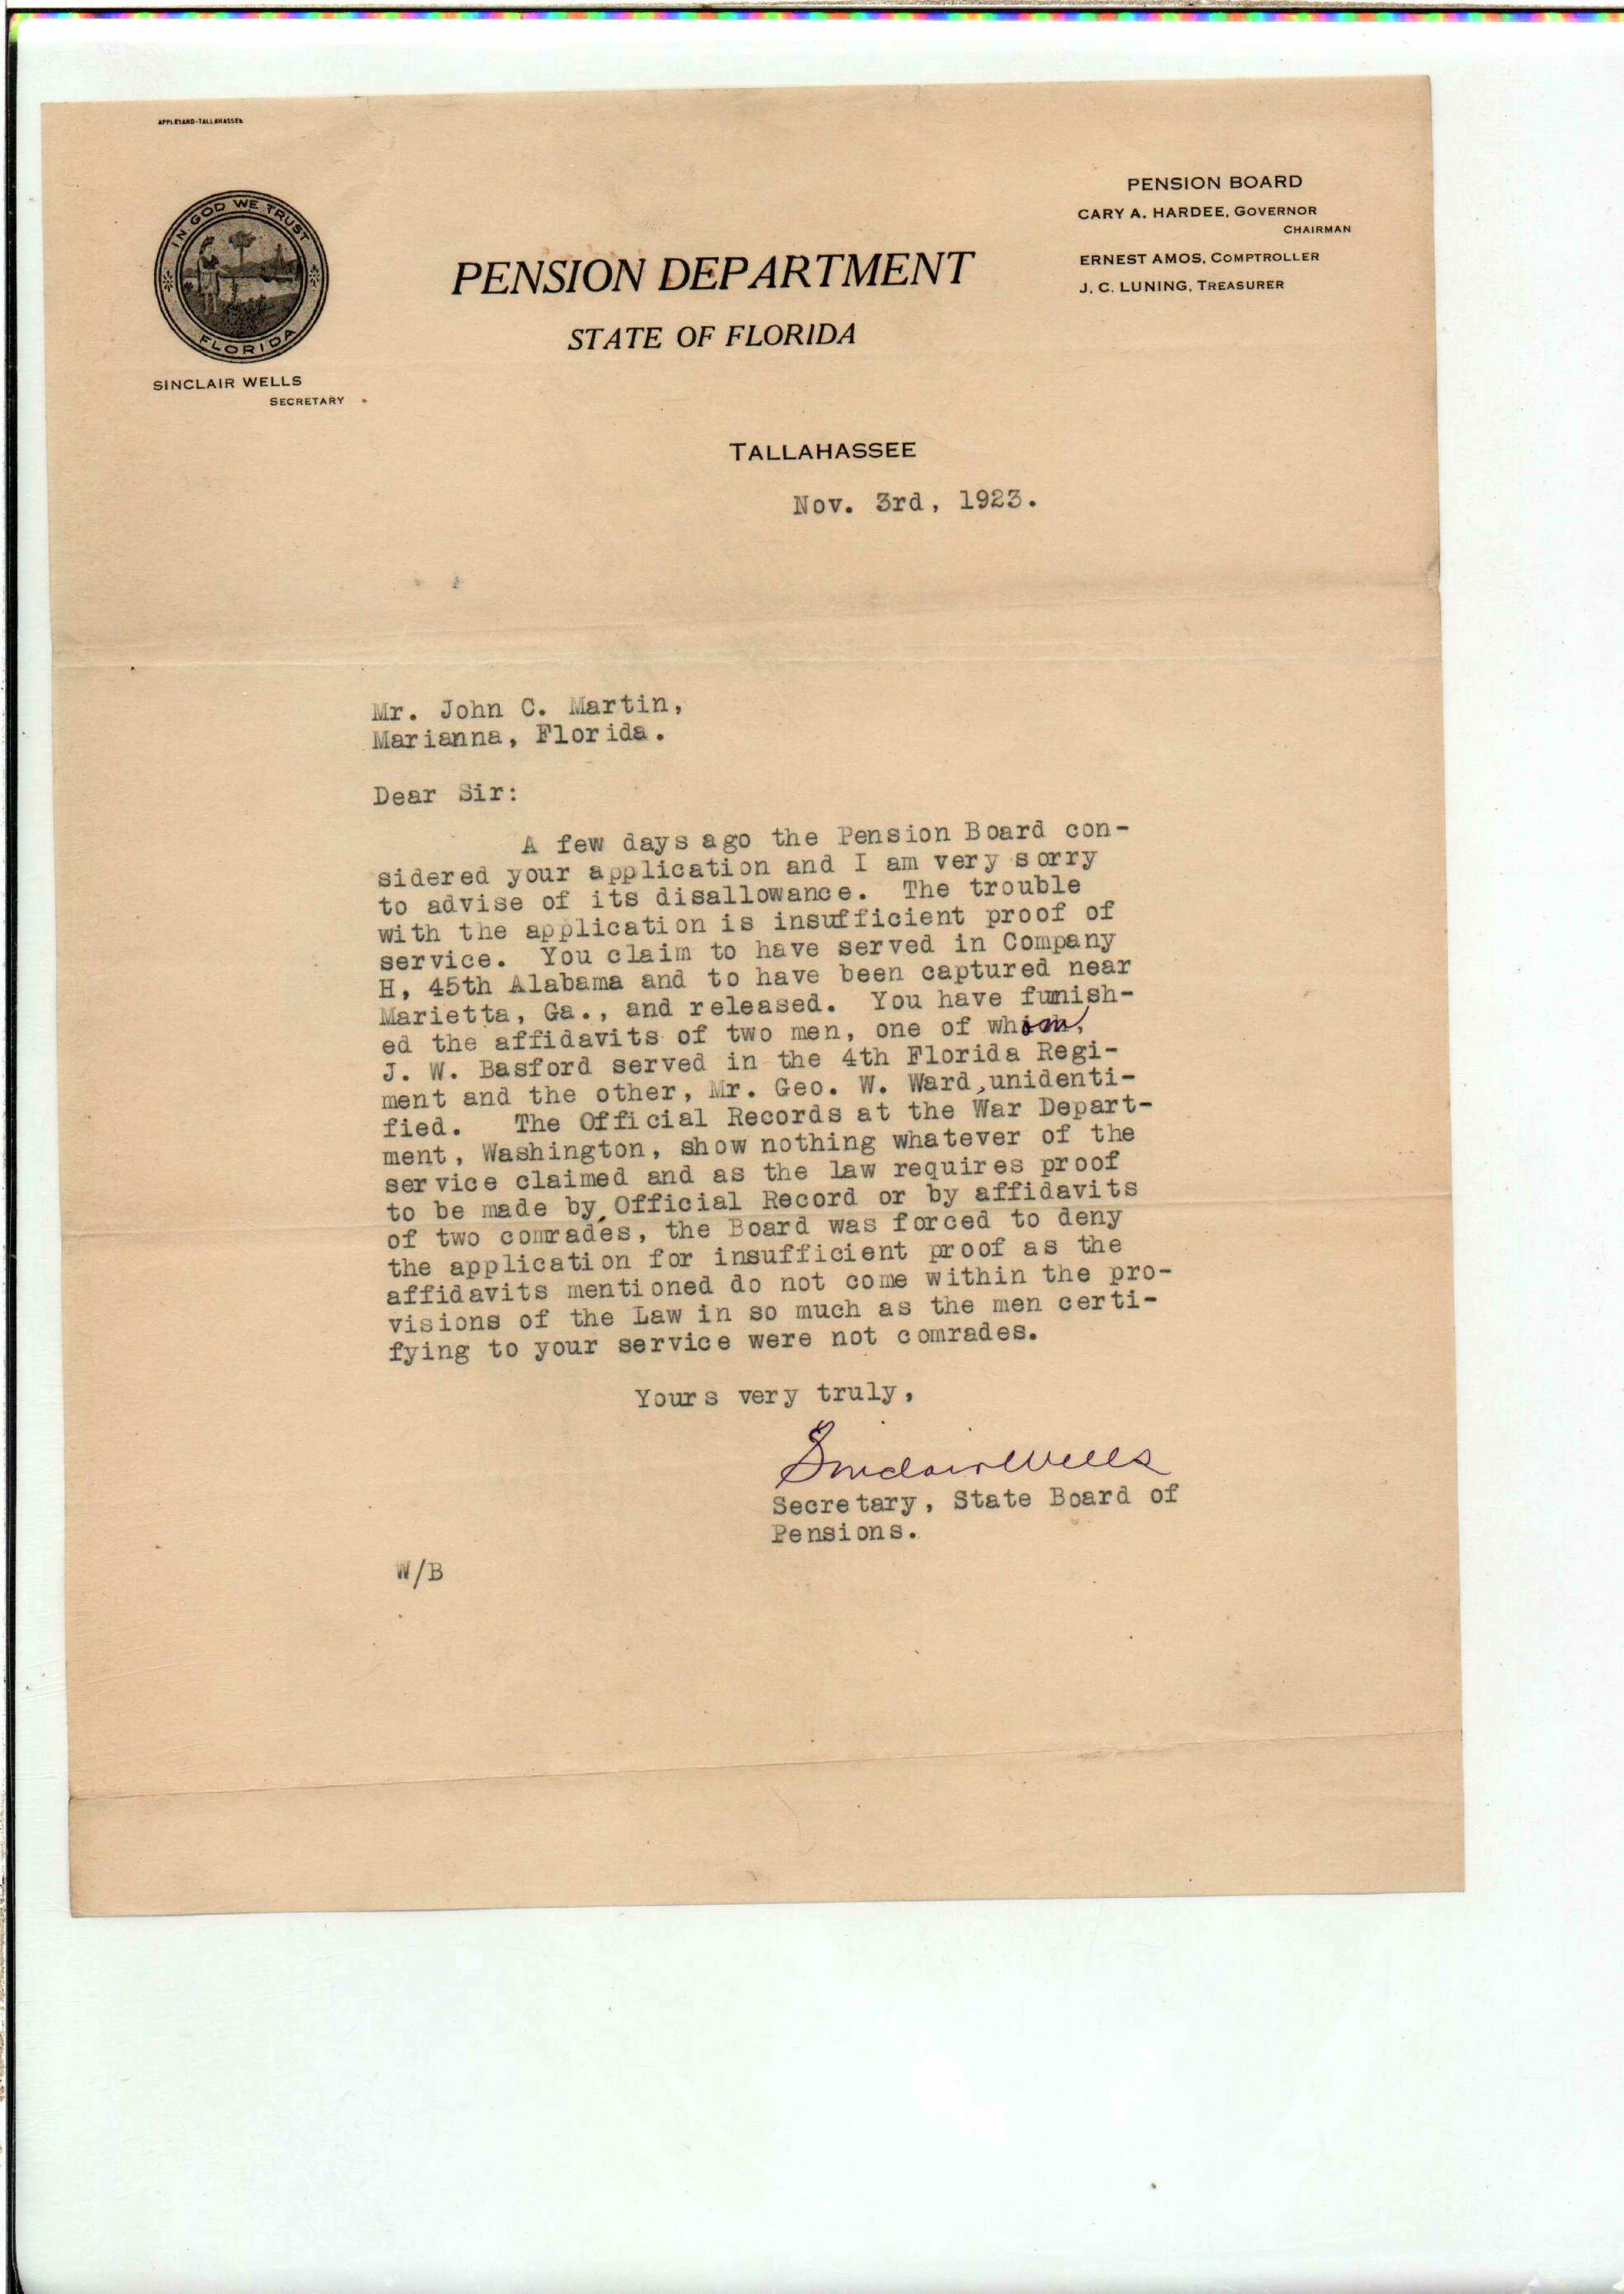 APPLEYARD-TALLAHASSEE
IN GOD WE TRUST
FLORIDA
SINCLAIR WELLS
SECRETARY
PENSION DEPARTMENT
STATE OF FLORIDA
PENSION BOARD
CARY A. HARDEE, GOVERNOR
CHAIRMAN
ERNEST AMOS, COMPTROLLER
J. C. LUNING, TREASURER
TALLAHASSEE
Nov. 3rd, 1923.
Mr. John C. Martin,
Marianna, Florida.
Dear Sir:
A few days ago the Pension Board con-
sidered your application and I am very sorry
to advise of its disallowance. The trouble
with the application is insufficient proof of
service. You claim to have served in Company
H, 45th Alabama and to have been captured near
Marietta, Ga., and released. You have funish-
ed the affidavits of two men, one of whom,
J. W. Basford served in the 4th Florida Regi-
ment and the other, Mr. Geo. W. Ward, unidenti-
fied. The Official Records at the War Depart-
ment, Washington, show nothing whatever of the
service claimed and as the law requires proof
to be made by Official Record or by affidavits
of two comrades, the Board was forced to deny
the application for insufficient proof as the
affidavits mentioned do not come within the pro-
visions of the Law in so much as the men certi-
fying to your service were not comrades.
Yours very truly,
Sinclair Wells
Secretary, State Board of
Pensions.
W/B